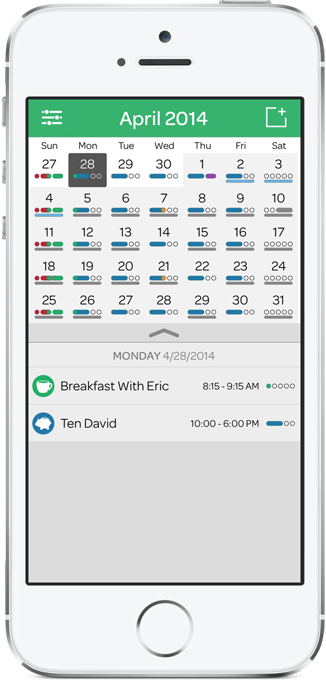 April 2014
Sun Mon Tue Wed Thu Fri Sat
27 28 29 30 1 2 3
4 5 6 7 8 9 10
11 12 13 14 15 16 17
18 19 20 21 22 23 24
25 26 27 28 29 30 31
MONDAY 4/28/2014
Breakfast With Eric 8:15 - 9:15 AM
Ten David 10:00 - 6:00 PM